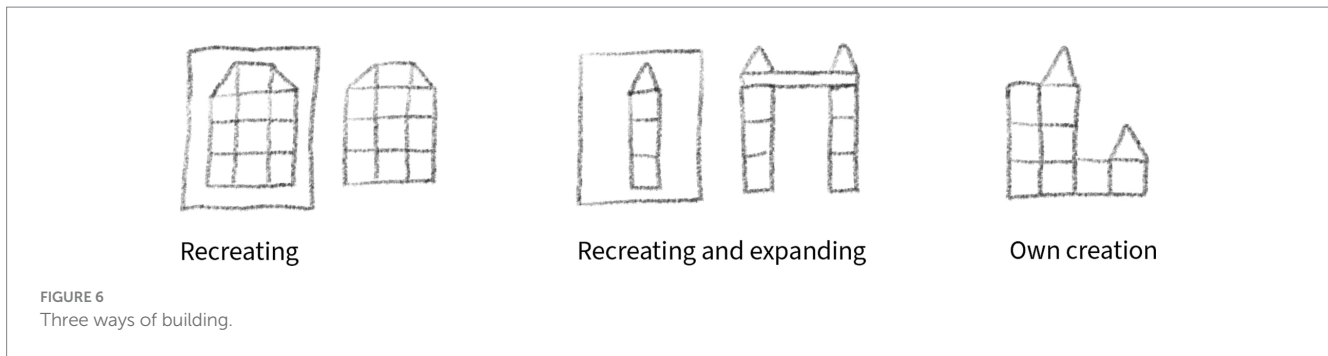 Recreating
Recreating and expanding
Own creation
FIGURE 6
Three ways of building.